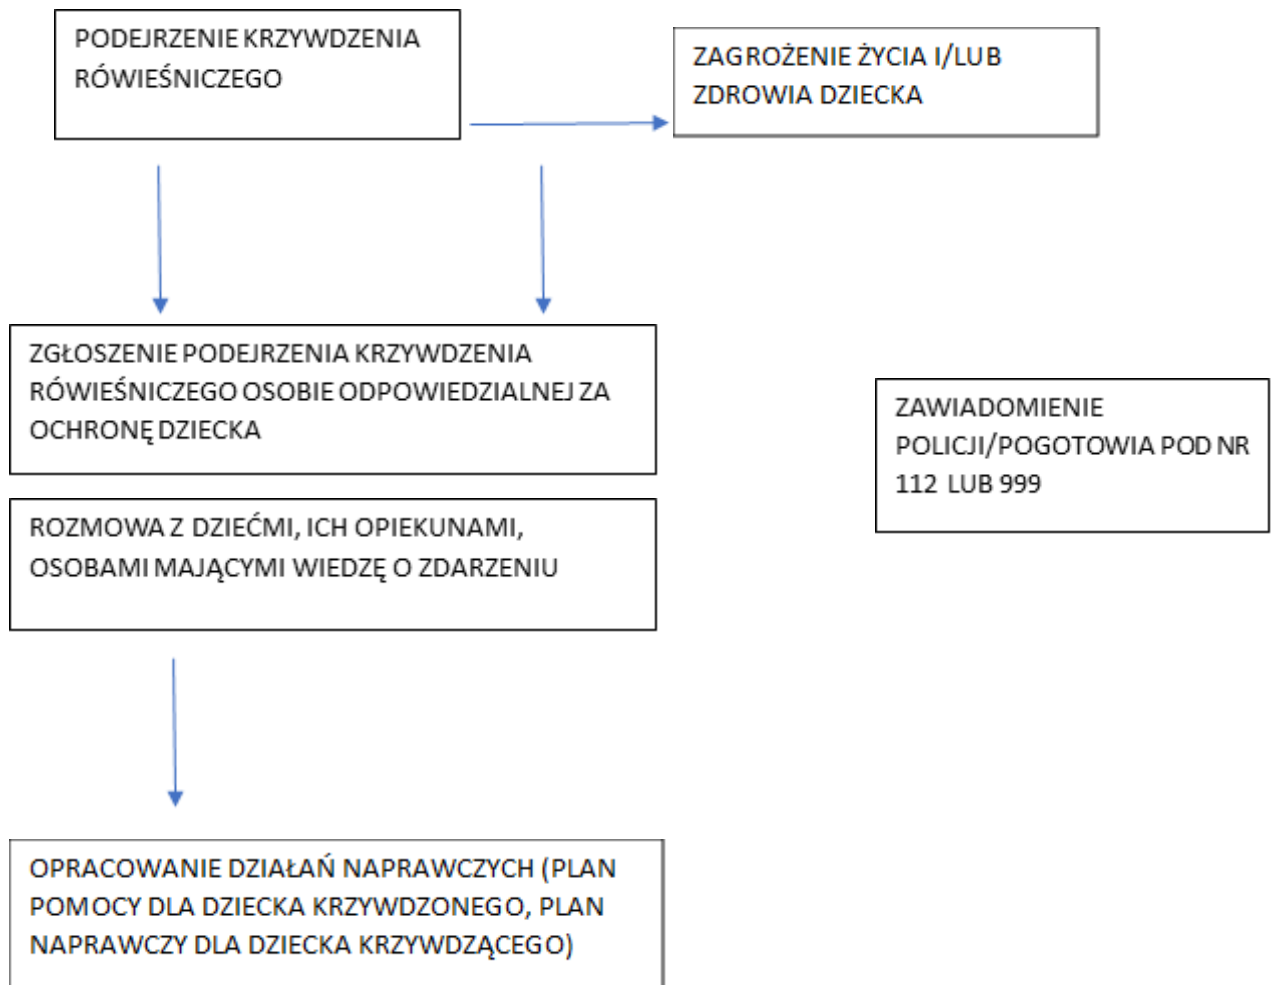 PODEJRZENIE KRZYWDZENIA
RÓWIEŚNICZEGO
ZAGROŻENIE ŻYCIA I/LUB
ZDROWIA DZIECKA
ZGŁOSZENIE PODEJRZENIA KRZYWDZENIA
RÓWIEŚNICZEGO OSOBIE ODPOWIEDZIALNEJ ZA
OCHRONĘ DZIECKA
ZAWIADOMIENIE
POLICJI/POGOTOWIA POD NR
112 LUB 999
ROZMOWA Z DZIEĆMI, ICH OPIEKUNAMI,
OSOBAMI MAJĄCYMI WIEDZĘ O ZDARZENIU
OPRACOWANIE DZIAŁAŃ NAPRAWCZYCH (PLAN
POMOCY DLA DZIECKA KRZYWDZONEGO, PLAN
NAPRAWCZY DLA DZIECKA KRZYWDZĄCEGO)